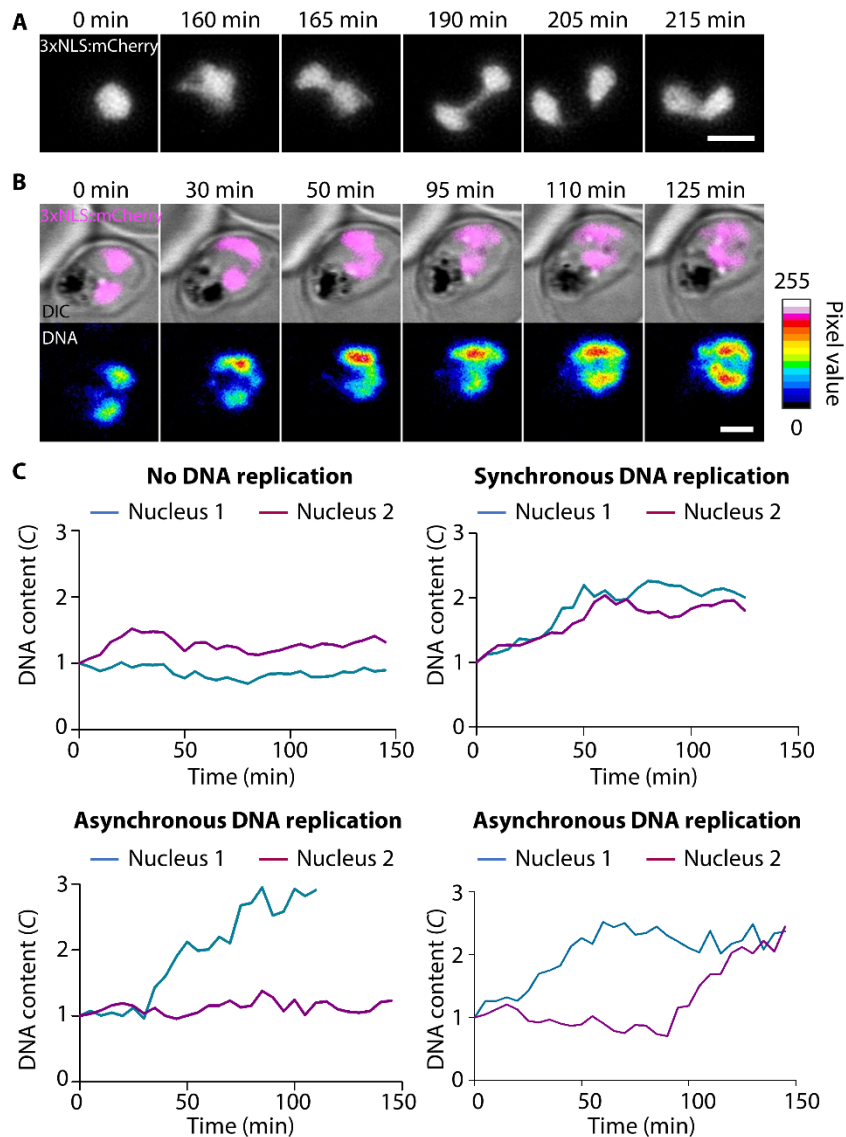 A
0 min 160 min 165 min 190 min 205 min 215 min
3xNLS:mCherry
B
0 min 30 min 50 min 95 min 110 min 125 min
3xNLS:mCherry
DIC
DNA
255
Pixel value
0
C
No DNA replication
Nucleus 1 Nucleus 2
DNA content (C)
3
2
1
0
0 50 100 150
Time (min)
Synchronous DNA replication
Nucleus 1 Nucleus 2
DNA content (C)
3
2
1
0
0 50 100 150
Time (min)
Asynchronous DNA replication
Nucleus 1 Nucleus 2
DNA content (C)
3
2
1
0
0 50 100 150
Time (min)
Asynchronous DNA replication
Nucleus 1 Nucleus 2
DNA content (C)
3
2
1
0
0 50 100 150
Time (min)